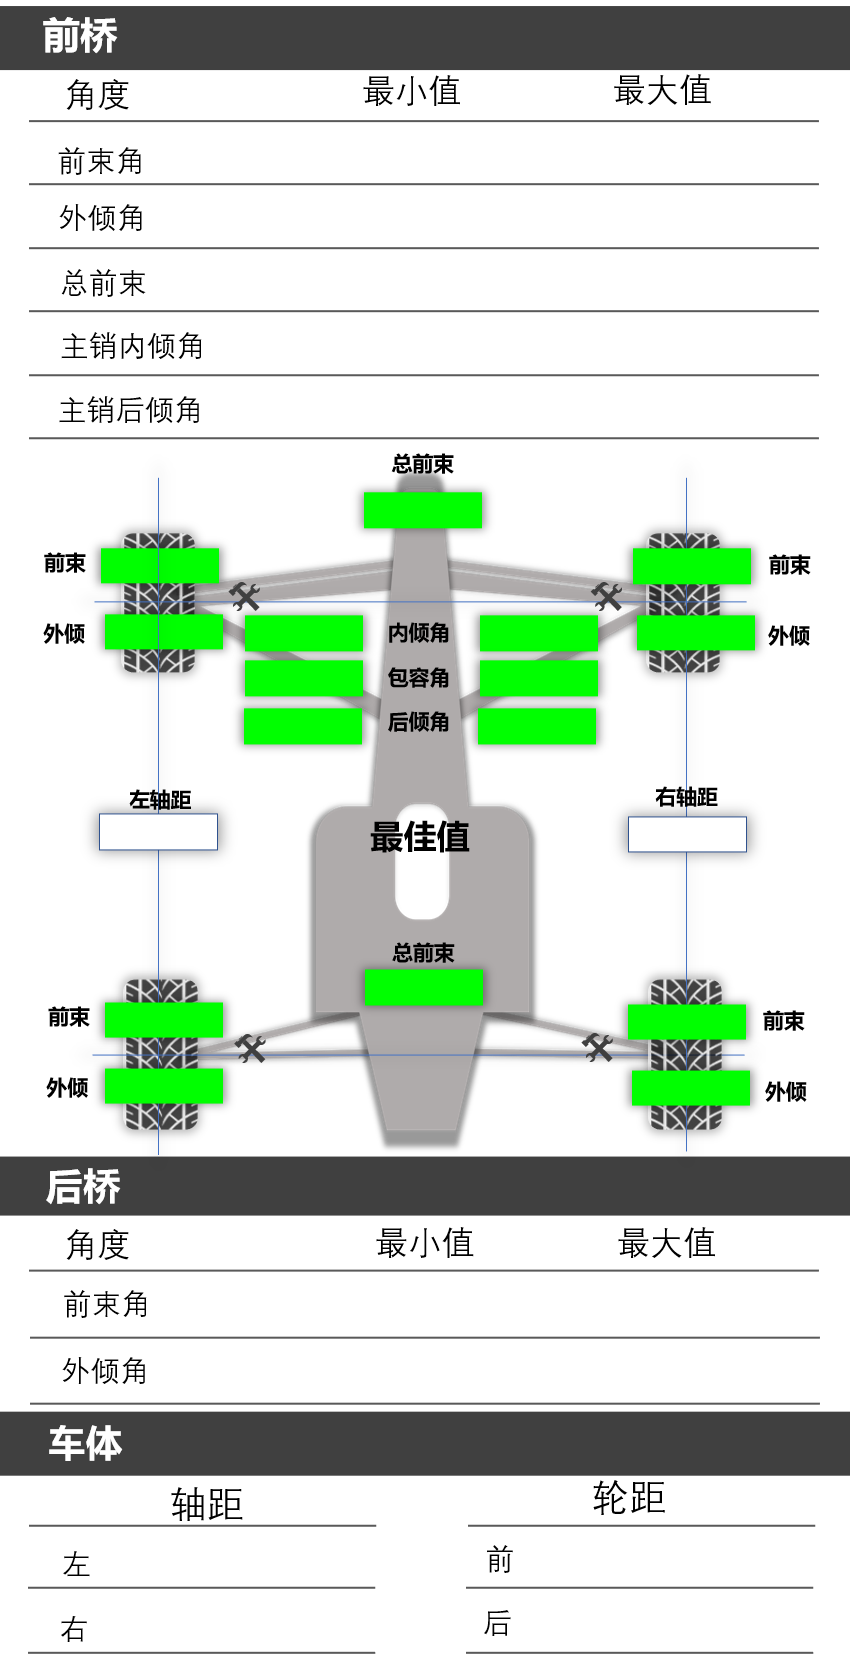 前桥
角度 最小值 最大值
前束角
外倾角
总前束
主销内倾角
主销后倾角
总前束
前束 前束
外倾 内倾角 外倾
包容角
后倾角
左轴距 右轴距
最佳值
总前束
前束 前束
外倾 外倾
后桥
角度 最小值 最大值
前束角
外倾角
车体
轴距 轮距
左 前
右 后